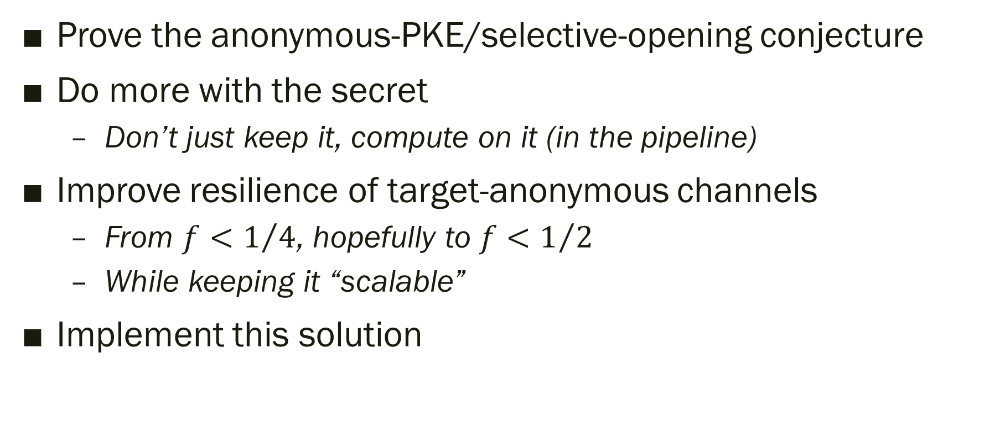 ■ Prove the anonymous-PKE/selective-opening conjecture
■ Do more with the secret
– Don’t just keep it, compute on it (in the pipeline)
■ Improve resilience of target-anonymous channels
– From f < 1/4, hopefully to f < 1/2
– While keeping it “scalable”
■ Implement this solution